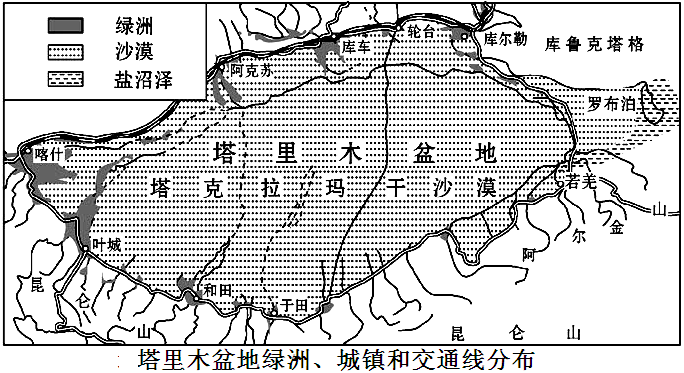 绿洲
沙漠
盐沼泽
轮台
库车
库尔勒
库鲁克塔格
阿克苏
罗布泊
喀什
塔里木盆地
塔克拉玛干沙漠
若羌
阿尔金山
叶城
和田
于田
昆仑山
昆仑山
: 塔里木盆地绿洲、城镇和交通线分布